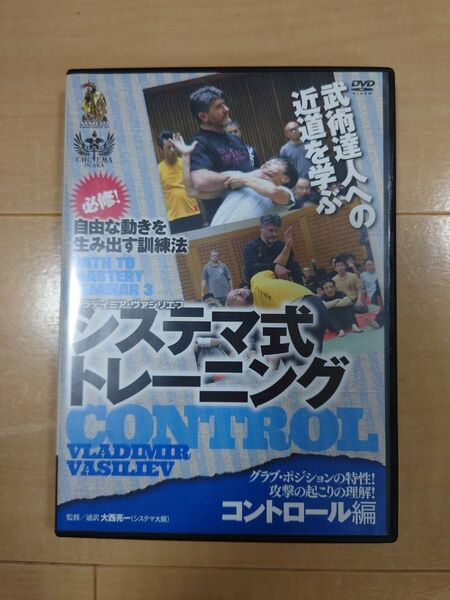 DVD
VIDEO
武術達人への
近道を学ぶ
OSAKA
必修!
自由な動きを
生み出す訓練法
PATH TO
MASTERY
SEMINAR 3
ヴラディミア・ヴァシリエフ
システマ式
トレーニング
CONTROL
VLADIMIR
VASILIEV
グラブ・ポジションの特性!
攻撃の起こりの理解!
コントロール編
監修/通訳 大西亮一(システマ大阪)